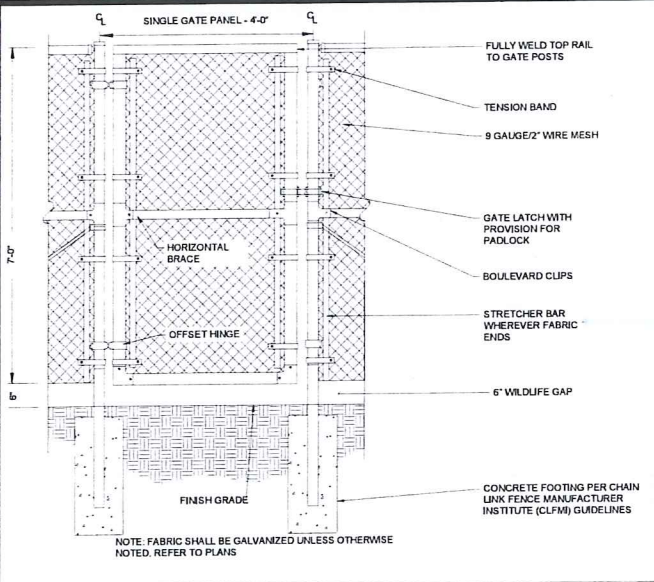 ℄
SINGLE GATE PANEL - 4'-0"
℄
FULLY WELD TOP RAIL
TO GATE POSTS
TENSION BAND
9 GAUGE/2" WIRE MESH
GATE LATCH WITH
PROVISION FOR
PADLOCK
HORIZONTAL
BRACE
7'-0"
BOULEVARD CLIPS
STRETCHER BAR
WHEREVER FABRIC
ENDS
OFFSET HINGE
6"
6" WILDLIFE GAP
FINISH GRADE
CONCRETE FOOTING PER CHAIN
LINK FENCE MANUFACTURER
INSTITUTE (CLFMI) GUIDELINES
NOTE: FABRIC SHALL BE GALVANIZED UNLESS OTHERWISE
NOTED. REFER TO PLANS